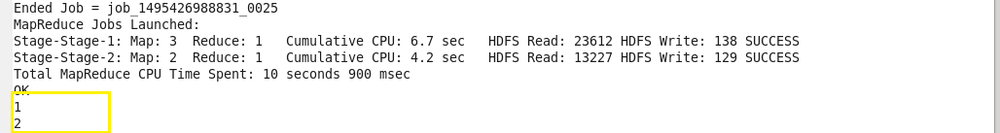 Ended Job = job_1495426988831_0025
MapReduce Jobs Launched:
Stage-Stage-1: Map: 3  Reduce: 1   Cumulative CPU: 6.7 sec   HDFS Read: 23612 HDFS Write: 138 SUCCESS
Stage-Stage-2: Map: 2  Reduce: 1   Cumulative CPU: 4.2 sec   HDFS Read: 13227 HDFS Write: 129 SUCCESS
Total MapReduce CPU Time Spent: 10 seconds 900 msec
OK
1
2